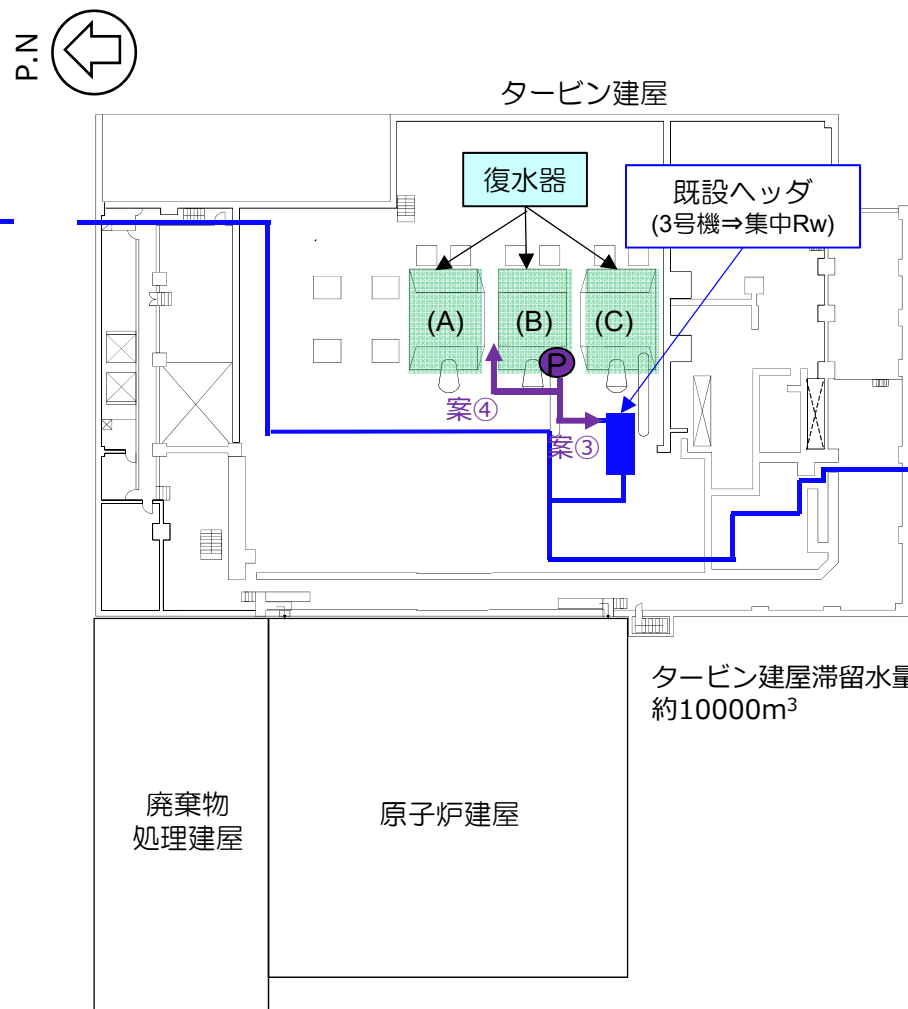 P.N
タービン建屋
復水器
既設ヘッダ
(3号機⇒集中Rw)
(A)
(B)
(C)
P
案④
案③
タービン建屋滞留水量
約10000m³
廃棄物
処理建屋
原子炉建屋